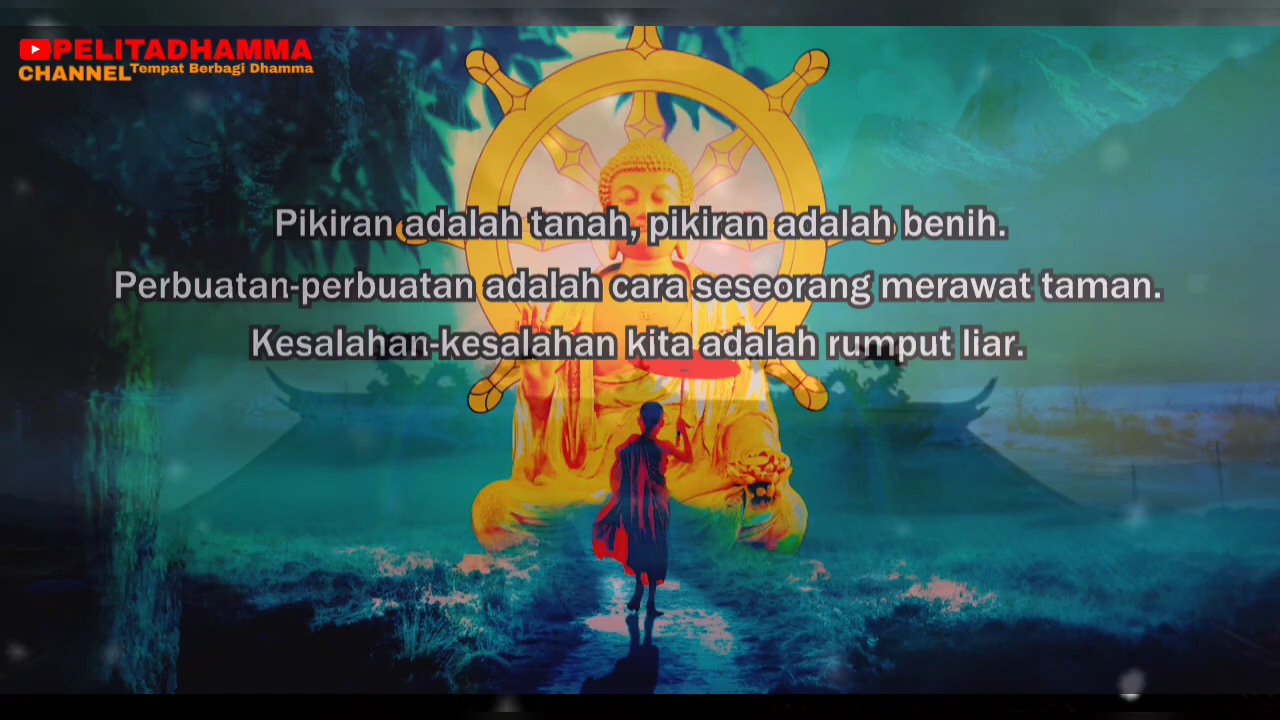 PELITADHAMMA
CHANNEL Tempat Berbagi Dhamma
Pikiran adalah tanah, pikiran adalah benih.
Perbuatan-perbuatan adalah cara seseorang merawat taman.
Kesalahan-kesalahan kita adalah rumput liar.